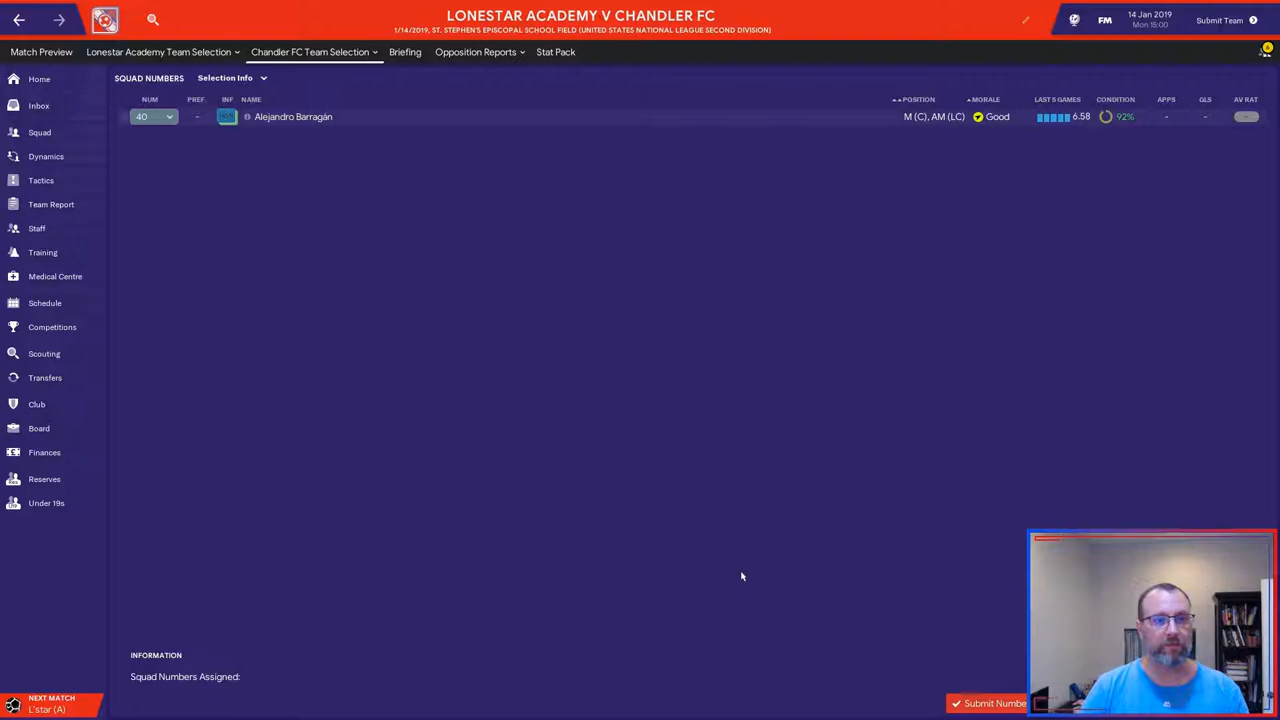 LONESTAR ACADEMY V CHANDLER FC
1/14/2019, ST. STEPHEN'S EPISCOPAL SCHOOL FIELD (UNITED STATES NATIONAL LEAGUE SECOND DIVISION)
FM
14 Jan 2019
Mon 15:00
Submit Team
Match Preview
Lonestar Academy Team Selection
Chandler FC Team Selection
Briefing
Opposition Reports
Stat Pack
Home
Inbox
Squad
Dynamics
Tactics
Team Report
Staff
Training
Medical Centre
Schedule
Competitions
Scouting
Transfers
Club
Board
Finances
Reserves
Under 19s
SQUAD NUMBERS
Selection Info
NUM PREF. INF NAME POSITION MORALE LAST 5 GAMES CONDITION APPS GLS AV RAT
40 - Alejandro Barragán M (C), AM (LC) Good 6.58 92% - - -
INFORMATION
Squad Numbers Assigned:
Submit Numbe
NEXT MATCH
L'star (A)